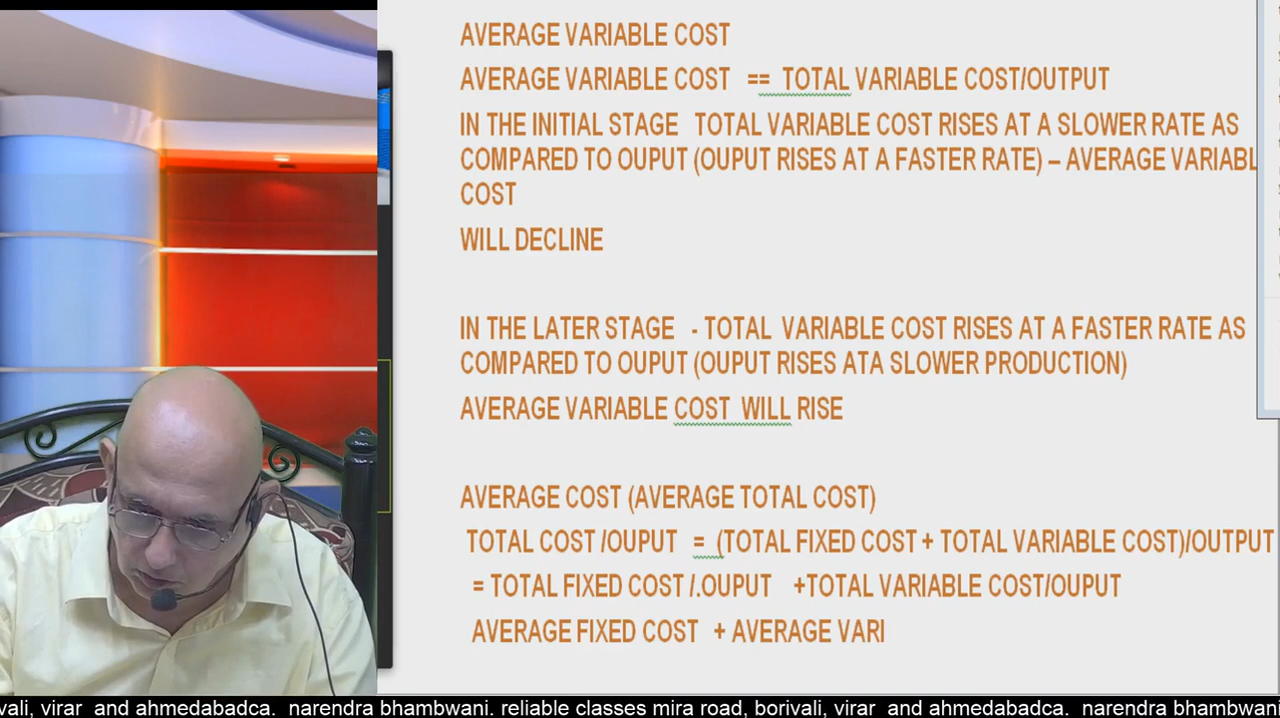 AVERAGE VARIABLE COST
AVERAGE VARIABLE COST == TOTAL VARIABLE COST/OUTPUT
IN THE INITIAL STAGE TOTAL VARIABLE COST RISES AT A SLOWER RATE AS
COMPARED TO OUPUT (OUPUT RISES AT A FASTER RATE) – AVERAGE VARIABL
COST
WILL DECLINE
IN THE LATER STAGE - TOTAL VARIABLE COST RISES AT A FASTER RATE AS
COMPARED TO OUPUT (OUPUT RISES ATA SLOWER PRODUCTION)
AVERAGE VARIABLE COST WILL RISE
AVERAGE COST (AVERAGE TOTAL COST)
TOTAL COST /OUPUT = (TOTAL FIXED COST + TOTAL VARIABLE COST)/OUTPUT
= TOTAL FIXED COST /.OUPUT +TOTAL VARIABLE COST/OUPUT
AVERAGE FIXED COST + AVERAGE VARI
vali, virar and ahmedabadca. narendra bhambwani. reliable classes mira road, borivali, virar and ahmedabadca. narendra bhambwani